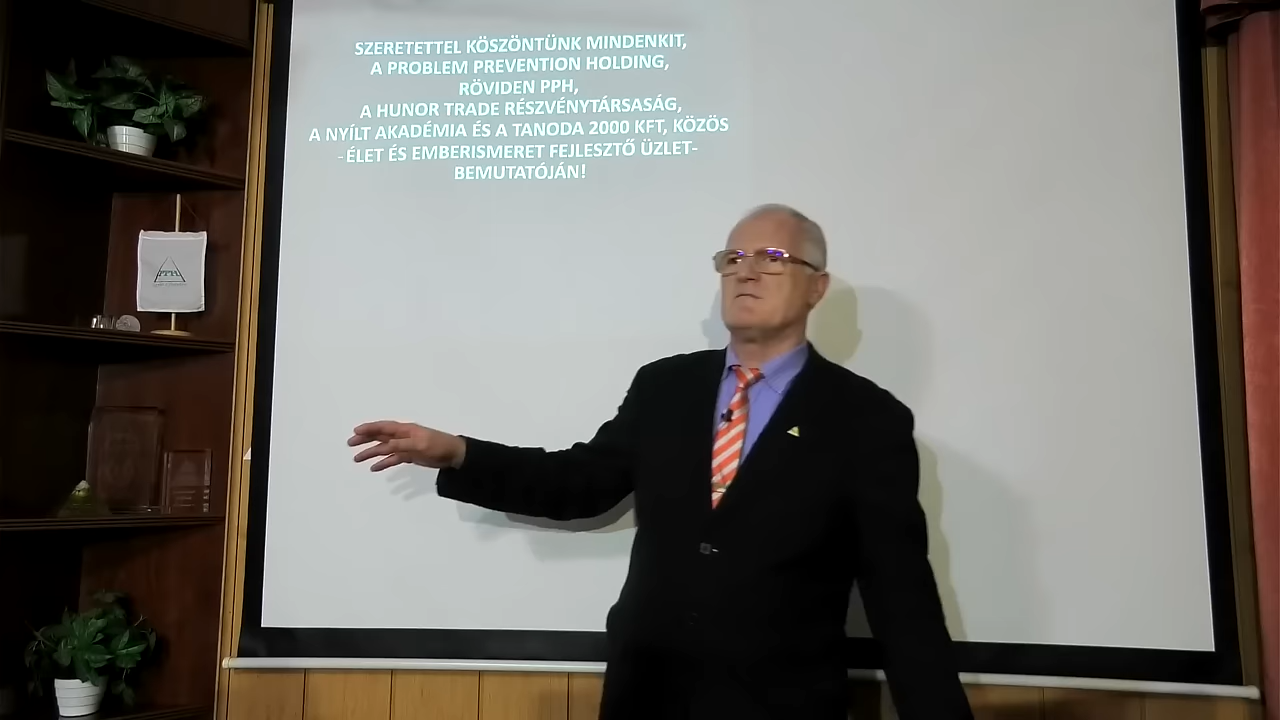 SZERETETTEL KÖSZÖNTÜNK MINDENKIT,
A PROBLEM PREVENTION HOLDING,
RÖVIDEN PPH,
A HUNOR TRADE RÉSZVÉNYTÁRSASÁG,
A NYÍLT AKADÉMIA ÉS A TANODA 2000 KFT, KÖZÖS
-ÉLET ÉS EMBERISMERET FEJLESZTŐ ÜZLET-
BEMUTATÓJÁN!